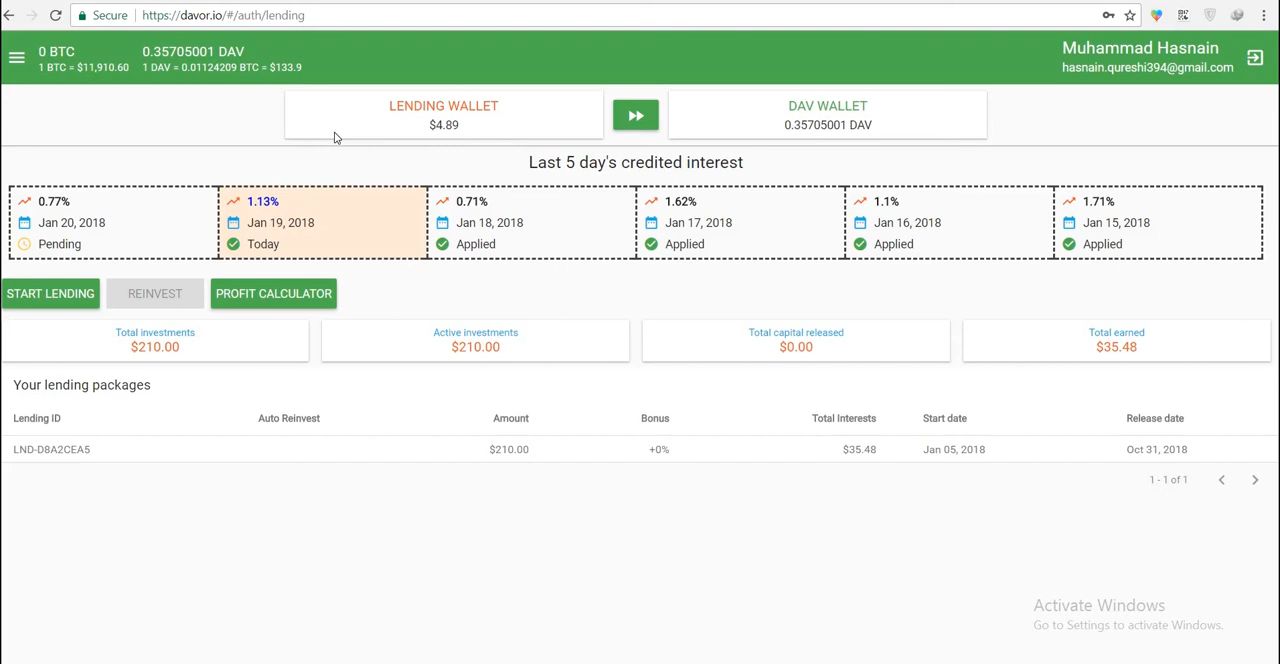 Secure https://davor.io/#/auth/lending
0 BTC
1 BTC = $11,910.60
0.35705001 DAV
1 DAV = 0.01124209 BTC = $133.9
Muhammad Hasnain
hasnain.qureshi394@gmail.com
LENDING WALLET
$4.89
DAV WALLET
0.35705001 DAV
Last 5 day's credited interest
0.77%
Jan 20, 2018
Pending
1.13%
Jan 19, 2018
Today
0.71%
Jan 18, 2018
Applied
1.62%
Jan 17, 2018
Applied
1.1%
Jan 16, 2018
Applied
1.71%
Jan 15, 2018
Applied
START LENDING REINVEST PROFIT CALCULATOR
Total investments
$210.00
Active investments
$210.00
Total capital released
$0.00
Total earned
$35.48
Your lending packages
Lending ID Auto Reinvest Amount Bonus Total Interests Start date Release date
LND-D8A2CEA5 $210.00 +0% $35.48 Jan 05, 2018 Oct 31, 2018
1 - 1 of 1
Activate Windows
Go to Settings to activate Windows.